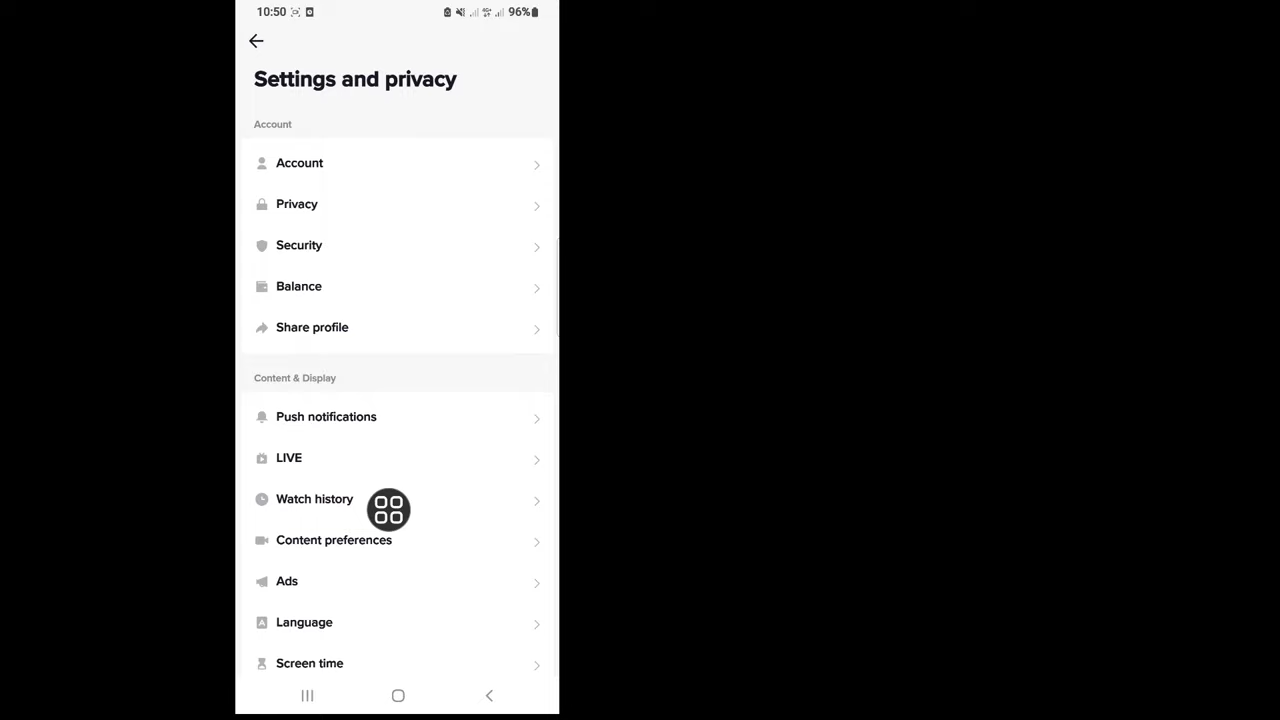 10:50 96%
Settings and privacy
Account
Account
Privacy
Security
Balance
Share profile
Content & Display
Push notifications
LIVE
Watch history
Content preferences
Ads
Language
Screen time